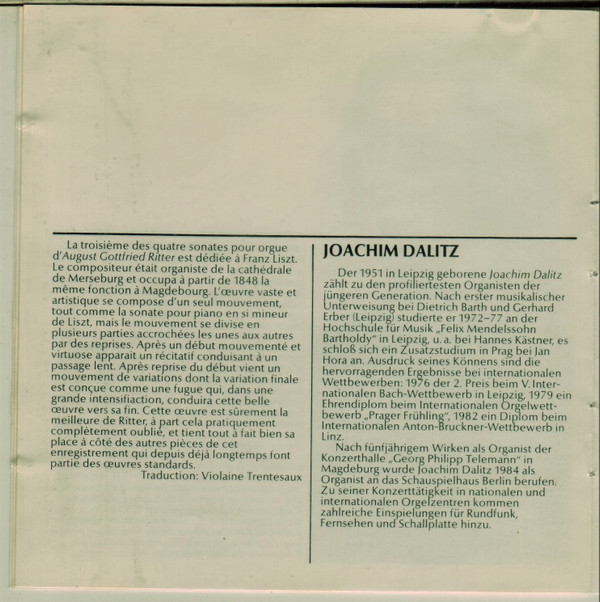 La troisième des quatre sonates pour orgue
d'August Gottfried Ritter est dédiée à Franz Liszt.
Le compositeur était organiste de la cathédrale
de Merseburg et occupa à partir de 1848 la
même fonction à Magdebourg. L'œuvre vaste et
artistique se compose d'un seul mouvement,
tout comme la sonate pour piano en si mineur
de Liszt, mais le mouvement se divise en
plusieurs parties accrochées les unes aux autres
par des reprises. Après un début mouvementé et
virtuose apparait un récitatif conduisant à un
passage lent. Après reprise du début vient un
mouvement de variations dont la variation finale
est conçue comme une fugue qui, dans une
grande intensifiaction, conduira cette belle
œuvre vers sa fin. Cette œuvre est sûrement la
meilleure de Ritter, à part cela pratiquement
complètement oublié, et tient tout à fait bien sa
place à côté des autres pièces de cet
enregistrement qui depuis déjà longtemps font
partie des œuvres standards.
Traduction: Violaine Trentesaux
JOACHIM DALITZ
Der 1951 in Leipzig geborene Joachim Dalitz
zählt zu den profiliertesten Organisten der
jüngeren Generation. Nach erster musikalischer
Unterweisung bei Dietrich Barth und Gerhard
Erber (Leipzig) studierte er 1972–77 an der
Hochschule für Musik „Felix Mendelssohn
Bartholdy" in Leipzig, u. a. bei Hannes Kästner, es
schloß sich ein Zusatzstudium in Prag bei Jan
Hora an. Ausdruck seines Könnens sind die
hervorragenden Ergebnisse bei internationalen
Wettbewerben: 1976 der 2. Preis beim V. Inter-
nationalen Bach-Wettbewerb in Leipzig, 1979 ein
Ehrendiplom beim Internationalen Orgelwett-
bewerb „Prager Frühling", 1982 ein Diplom beim
Internationalen Anton-Bruckner-Wettbewerb in
Linz.
Nach fünfjährigem Wirken als Organist der
Konzerthalle „Georg Philipp Telemann" in
Magdeburg wurde Joachim Dalitz 1984 als
Organist an das Schauspielhaus Berlin berufen.
Zu seiner Konzerttätigkeit in nationalen und
internationalen Orgelzentren kommen
zahlreiche Einspielungen für Rundfunk,
Fernsehen und Schallplatte hinzu.